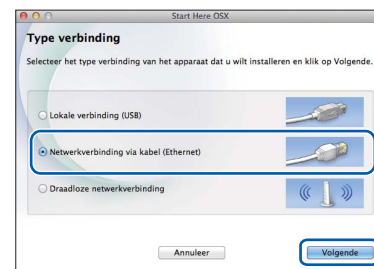 Start Here OSX
Type verbinding
Selecteer het type verbinding van het apparaat dat u wilt installeren en klik op Volgende.
Lokale verbinding (USB)
Netwerkverbinding via kabel (Ethernet)
Draadloze netwerkverbinding
Annuleer
Volgende